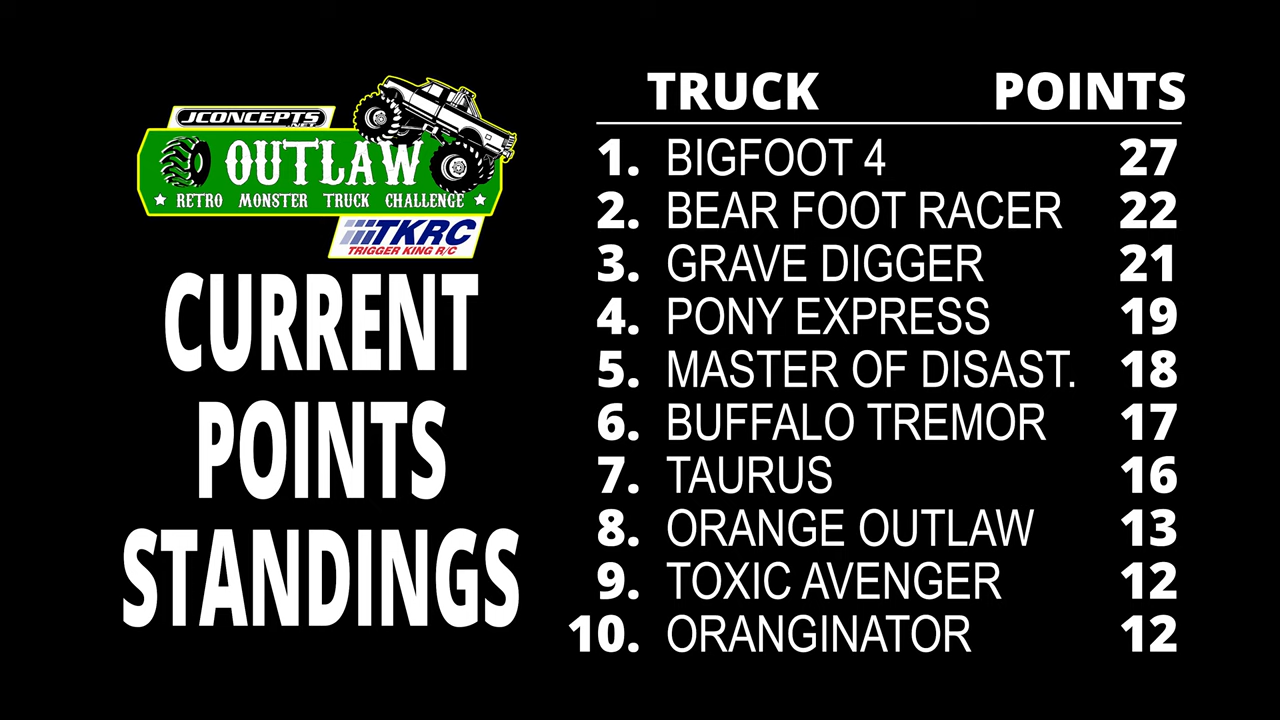 JCONCEPTS
.NET
OUTLAW
★ RETRO MONSTER TRUCK CHALLENGE ★
TKRC
TRIGGER KING R/C
CURRENT
POINTS
STANDINGS
TRUCK POINTS
1. BIGFOOT 4 27
2. BEAR FOOT RACER 22
3. GRAVE DIGGER 21
4. PONY EXPRESS 19
5. MASTER OF DISAST. 18
6. BUFFALO TREMOR 17
7. TAURUS 16
8. ORANGE OUTLAW 13
9. TOXIC AVENGER 12
10. ORANGINATOR 12